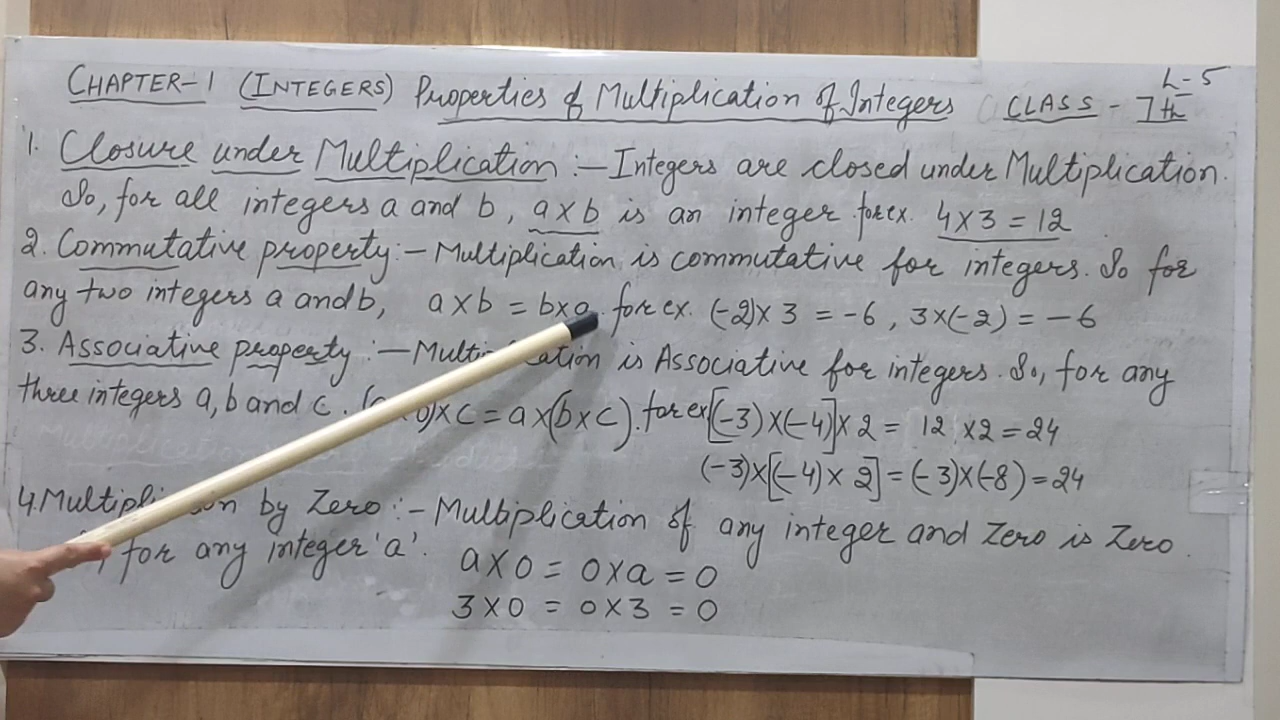 L-5
CHAPTER-1 (INTEGERS) Properties of Multiplication of Integers CLASS - 7th
1. Closure under Multiplication :- Integers are closed under Multiplication.
So, for all integers a and b, a×b is an integer for ex. 4×3=12
2. Commutative property:- Multiplication is commutative for integers. So for
any two integers a and b, a×b = b×a. for ex. (-2)×3 = -6, 3×(-2) = -6
3. Associative property :- Multiplication is Associative for integers. So, for any
three integers a, b and c. ×c = a×(b×c). for ex [(-3)×(-4)]×2 = 12 ×2=24
(-3)×[(-4)×2]=(-3)×(-8)=24
4. Multiplication by Zero :- Multiplication of any integer and Zero is Zero.
for any integer 'a'.
a×0 = 0×a = 0
3×0 = 0×3 = 0